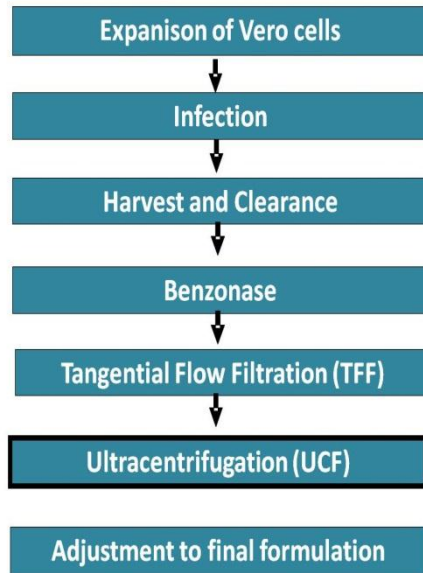 Expanison of Vero cells
Infection
Harvest and Clearance
Benzonase
Tangential Flow Filtration (TFF)
Ultracentrifugation (UCF)
Adjustment to final formulation